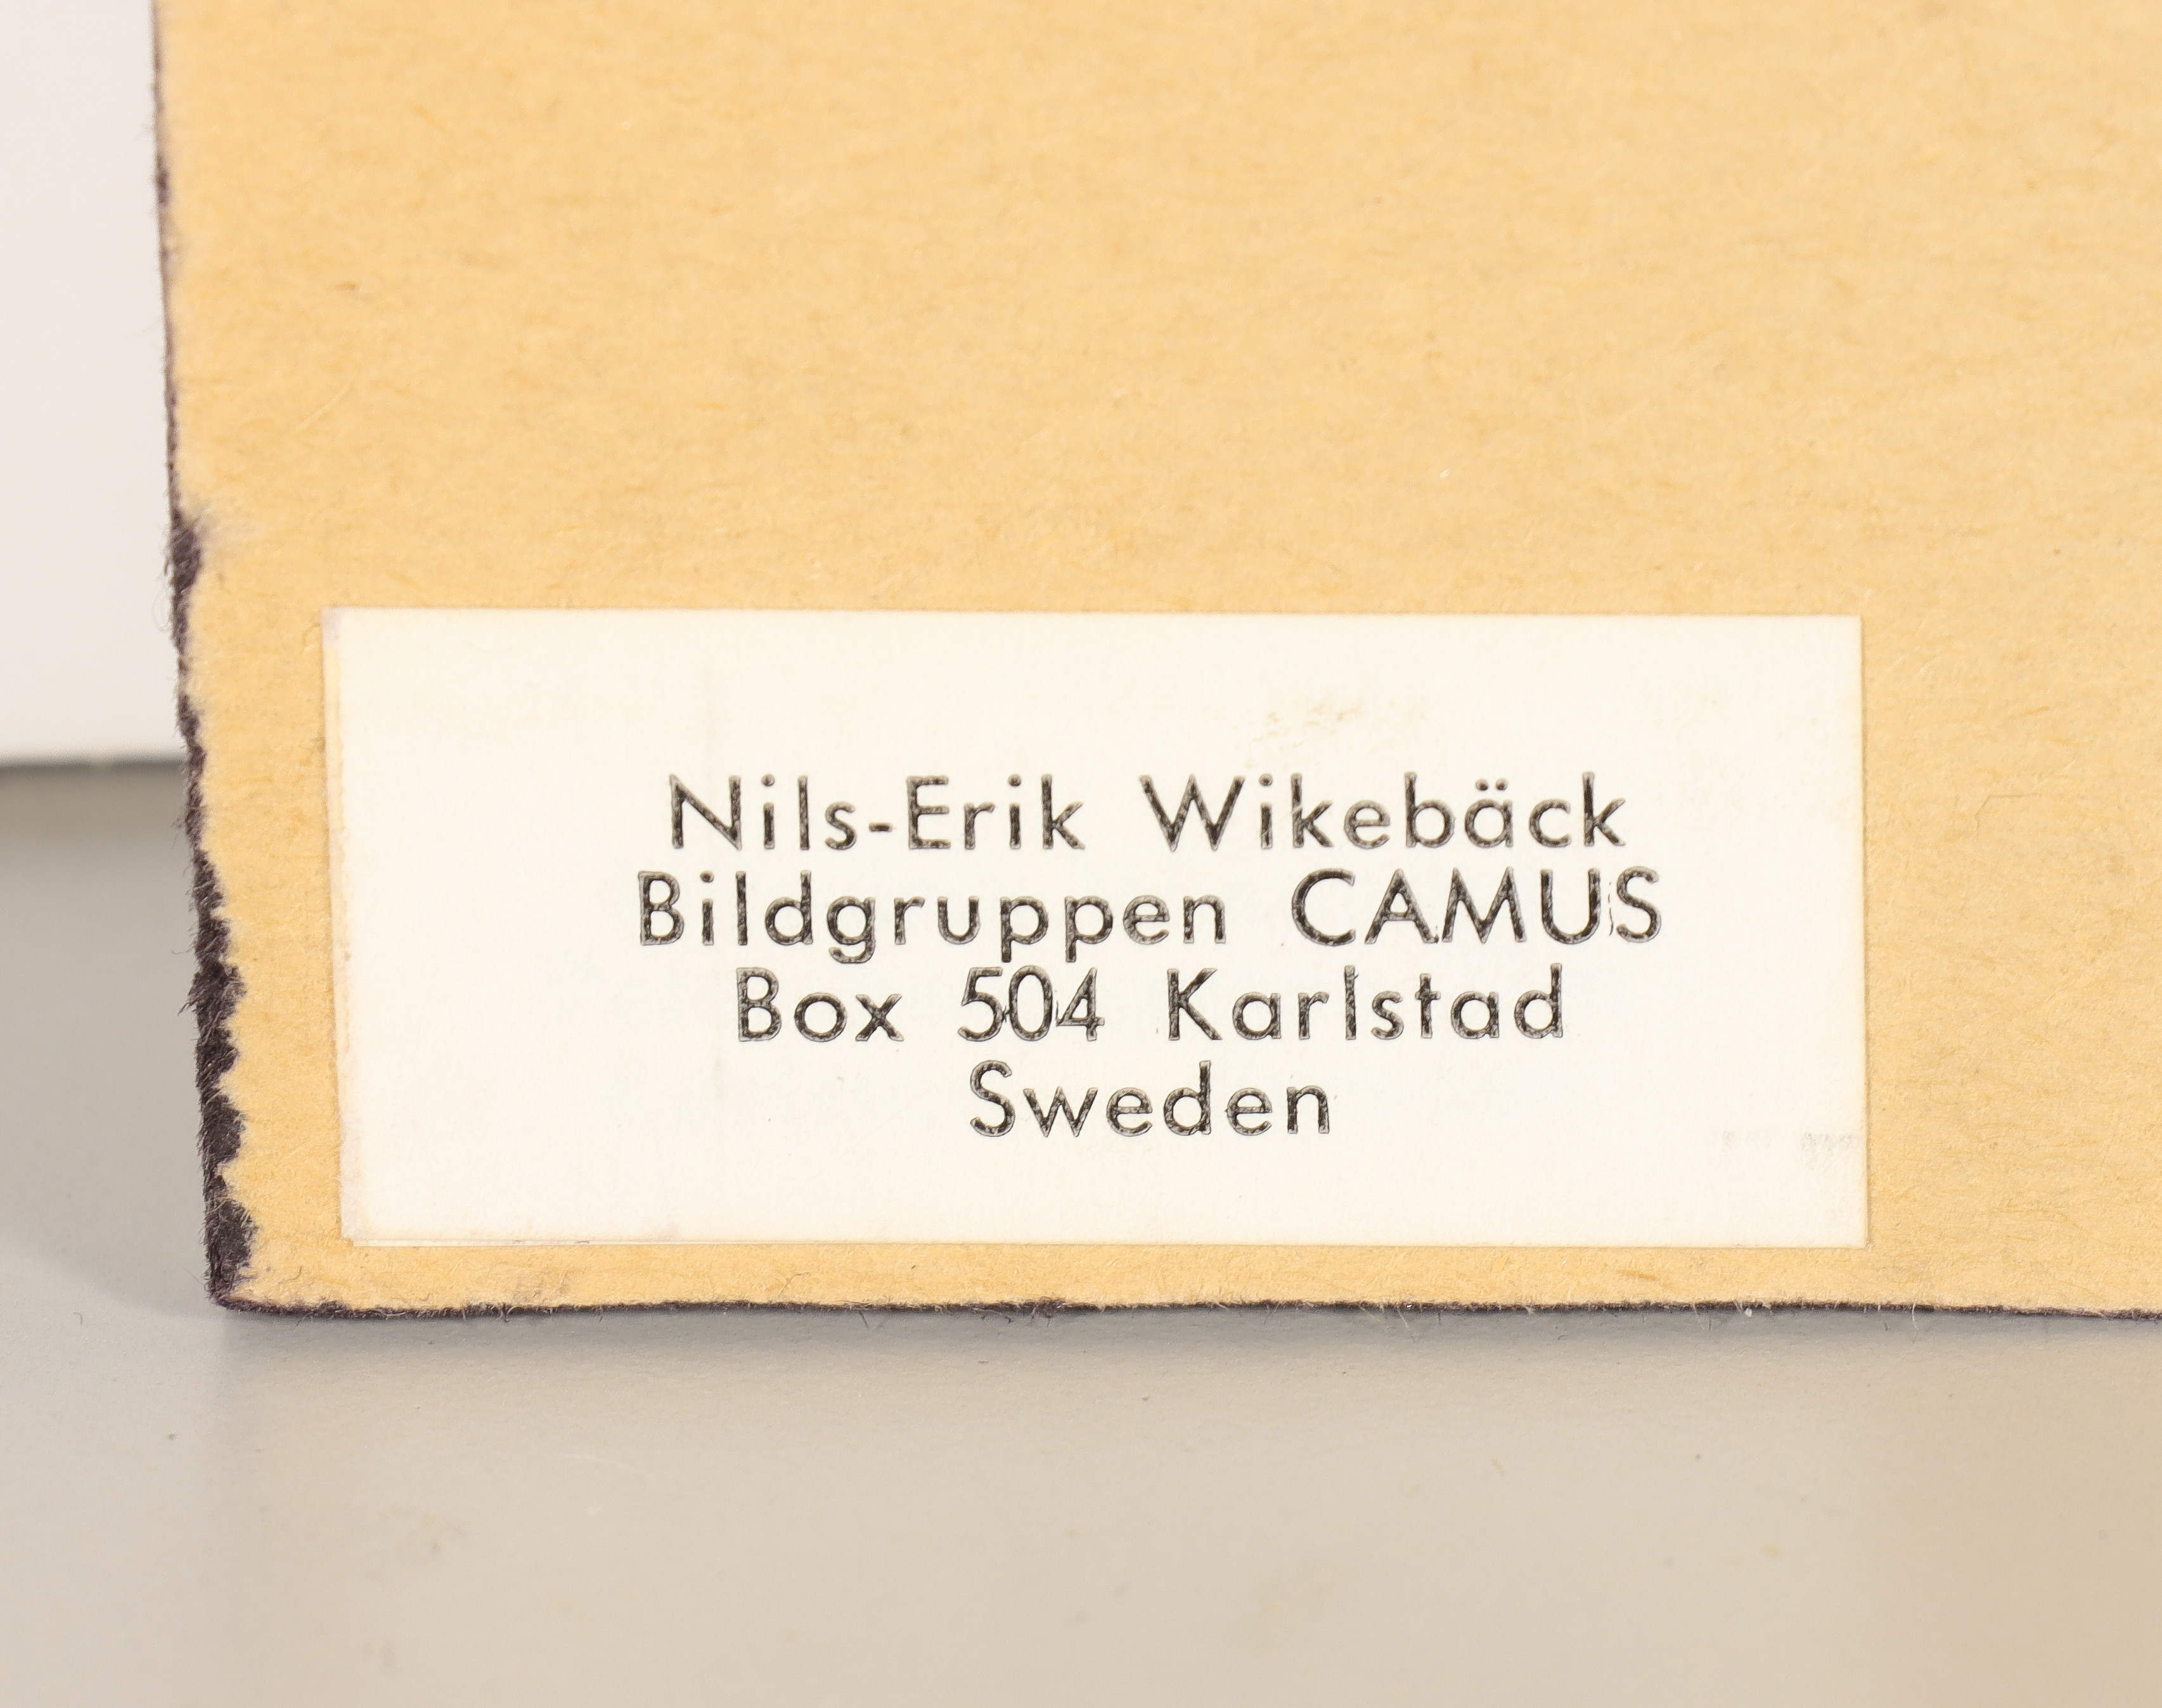 Nils-Erik Wikebäck
Bildgruppen CAMUS
Box 504 Karlstad
Sweden